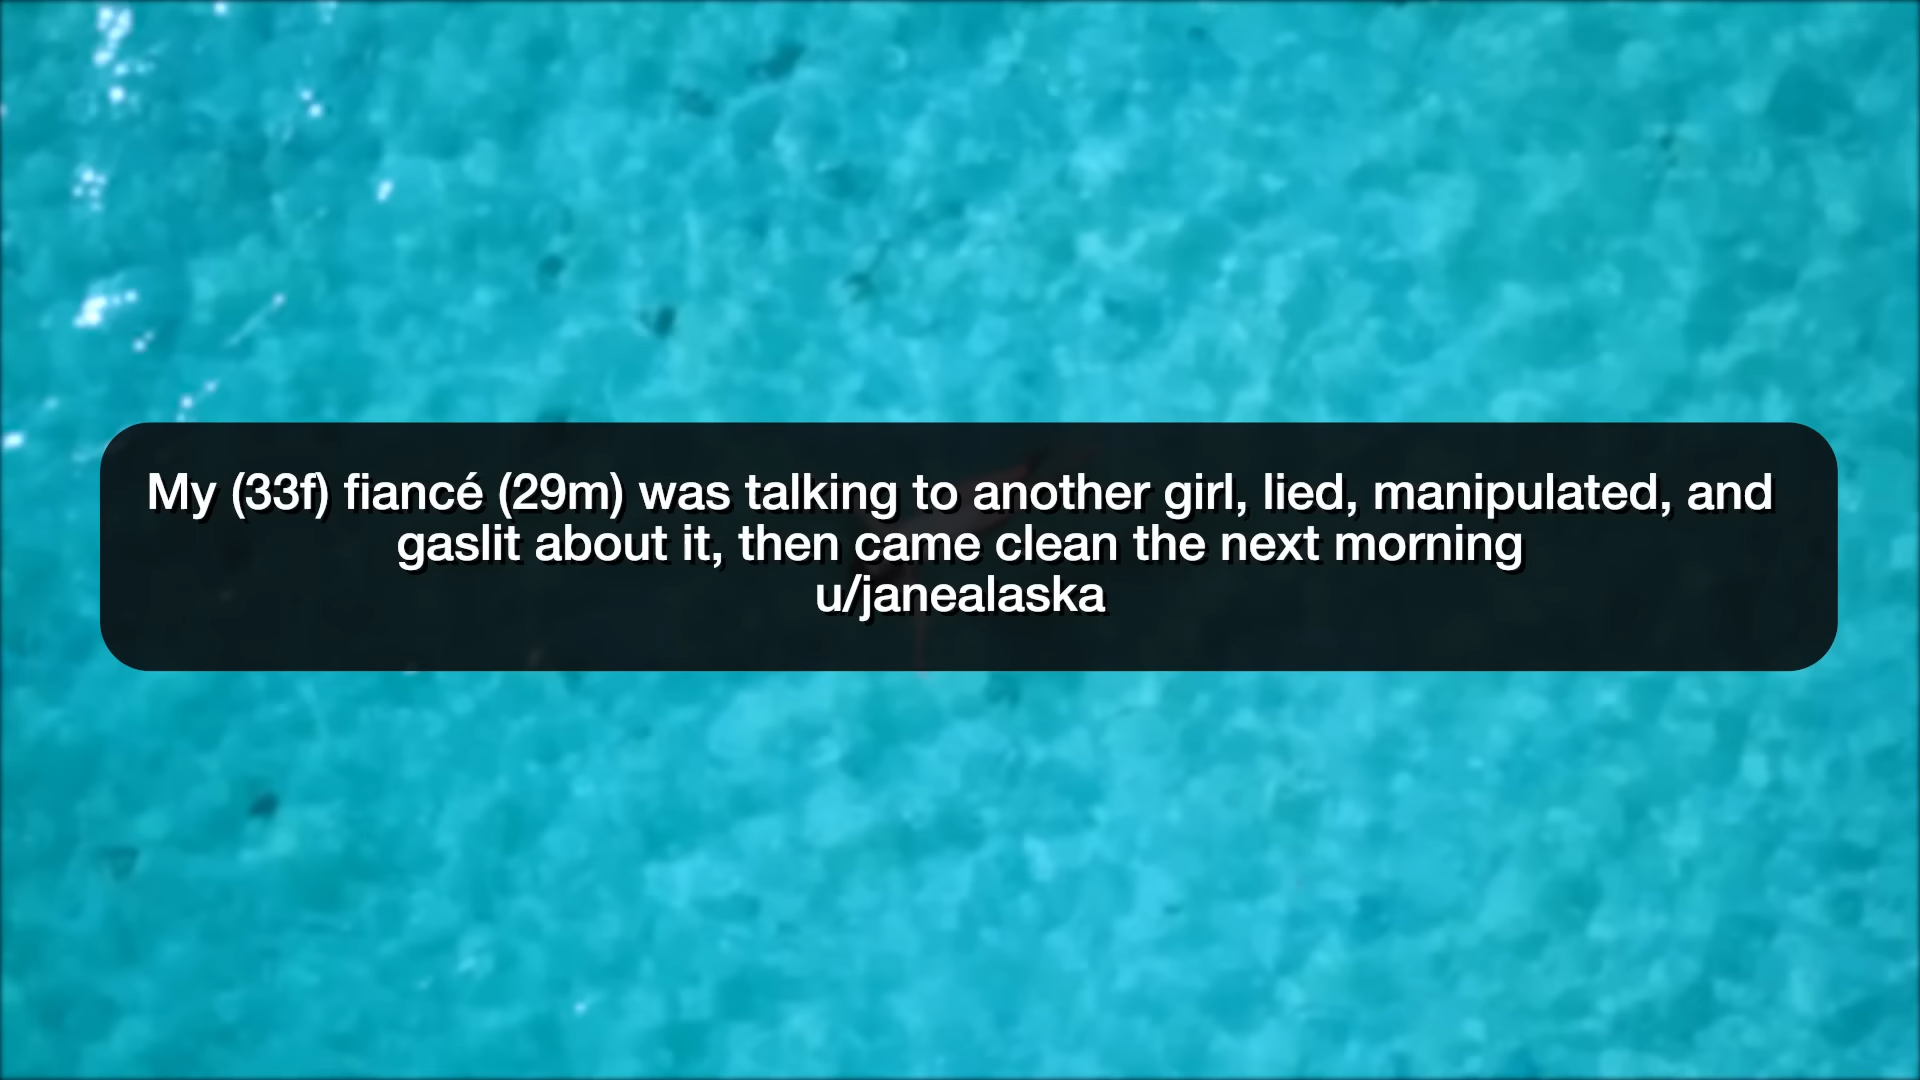 My (33f) fiancé (29m) was talking to another girl, lied, manipulated, and
gaslit about it, then came clean the next morning
u/janealaska